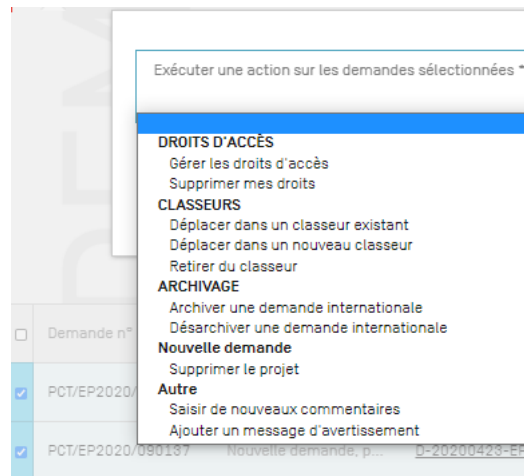 Exécuter une action sur les demandes sélectionnées *
DROITS D'ACCÈS
Gérer les droits d'accès
Supprimer mes droits
CLASSEURS
Déplacer dans un classeur existant
Déplacer dans un nouveau classeur
Retirer du classeur
ARCHIVAGE
Archiver une demande internationale
Désarchiver une demande internationale
Nouvelle demande
Supprimer le projet
Autre
Saisir de nouveaux commentaires
Ajouter un message d'avertissement
Demande n°
PCT/EP2020/
PCT/EP2020/090137 Nouvelle demande, p... D-20200423-EP